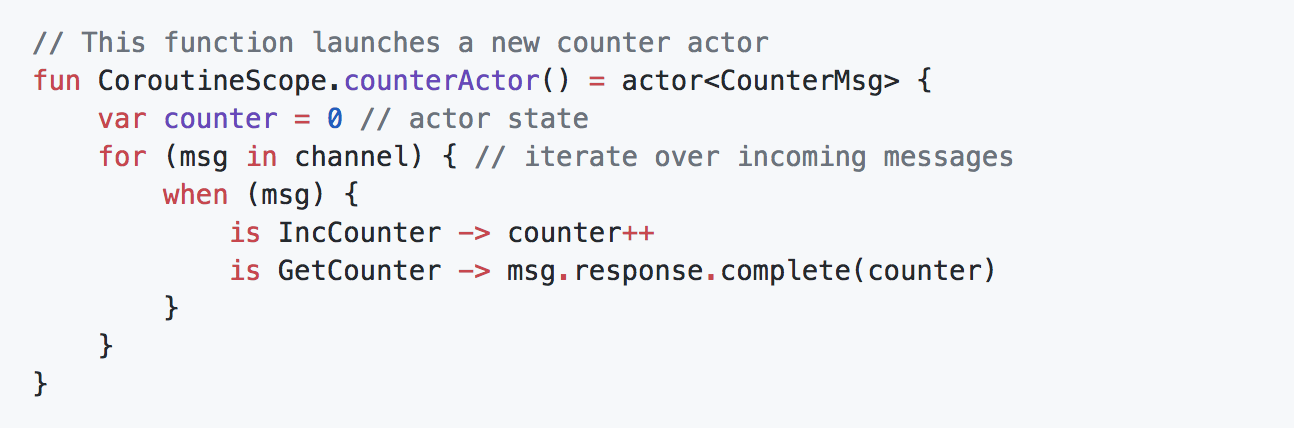 // This function launches a new counter actor
fun CoroutineScope.counterActor() = actor<CounterMsg> {
    var counter = 0 // actor state
    for (msg in channel) { // iterate over incoming messages
        when (msg) {
            is IncCounter -> counter++
            is GetCounter -> msg.response.complete(counter)
        }
    }
}